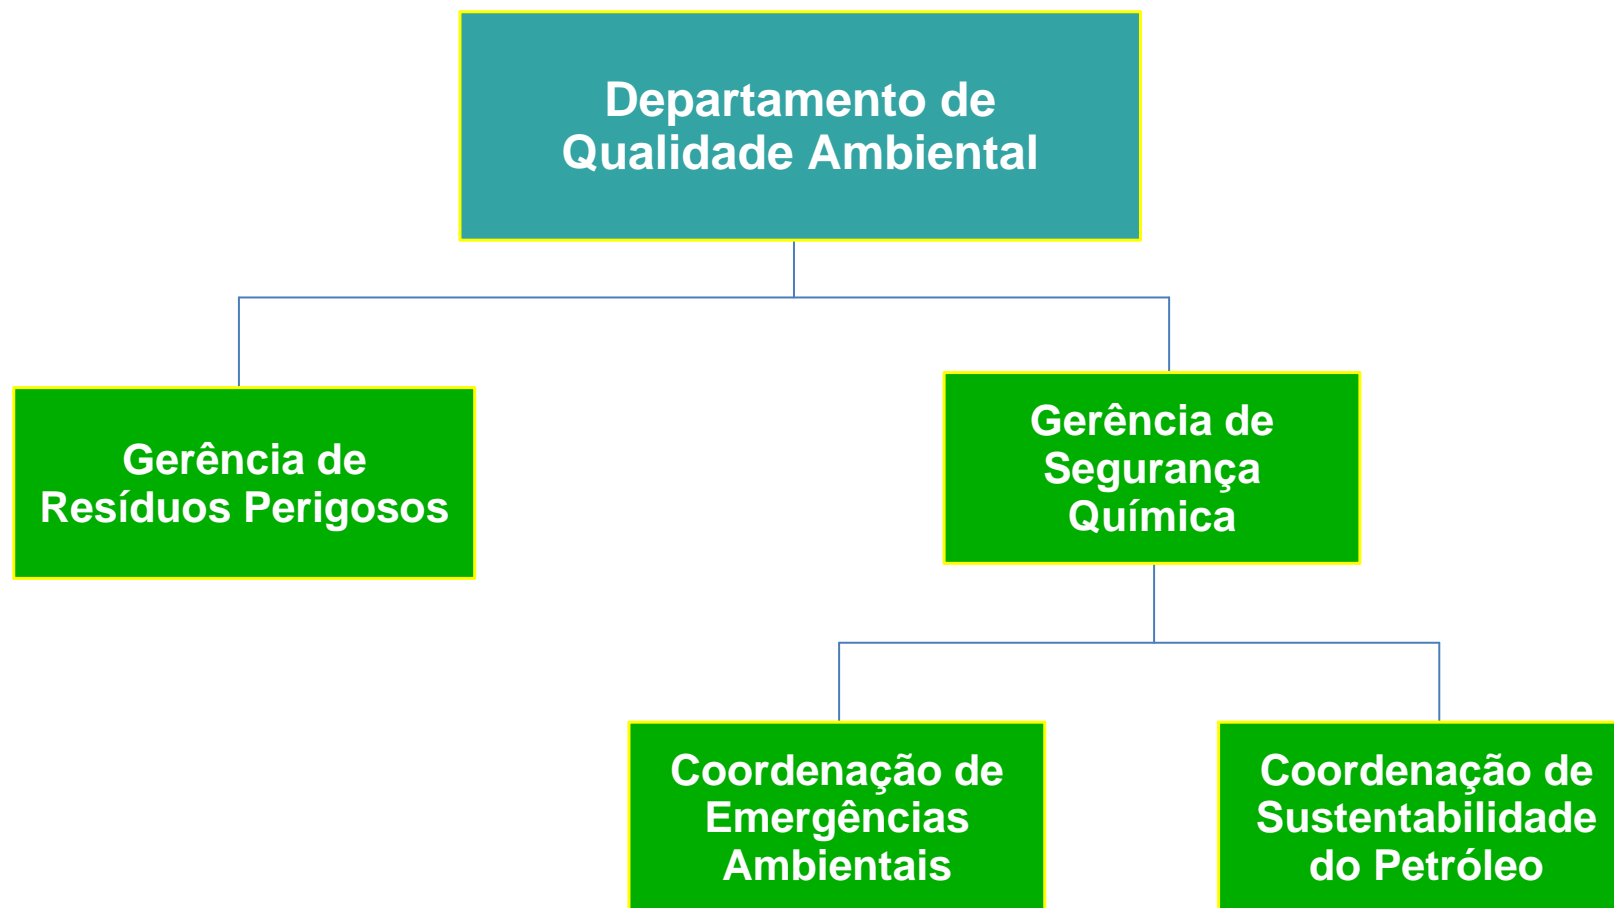 Departamento de
Qualidade Ambiental
Gerência de
Resíduos Perigosos
Gerência de
Segurança
Química
Coordenação de
Emergências
Ambientais
Coordenação de
Sustentabilidade
do Petróleo